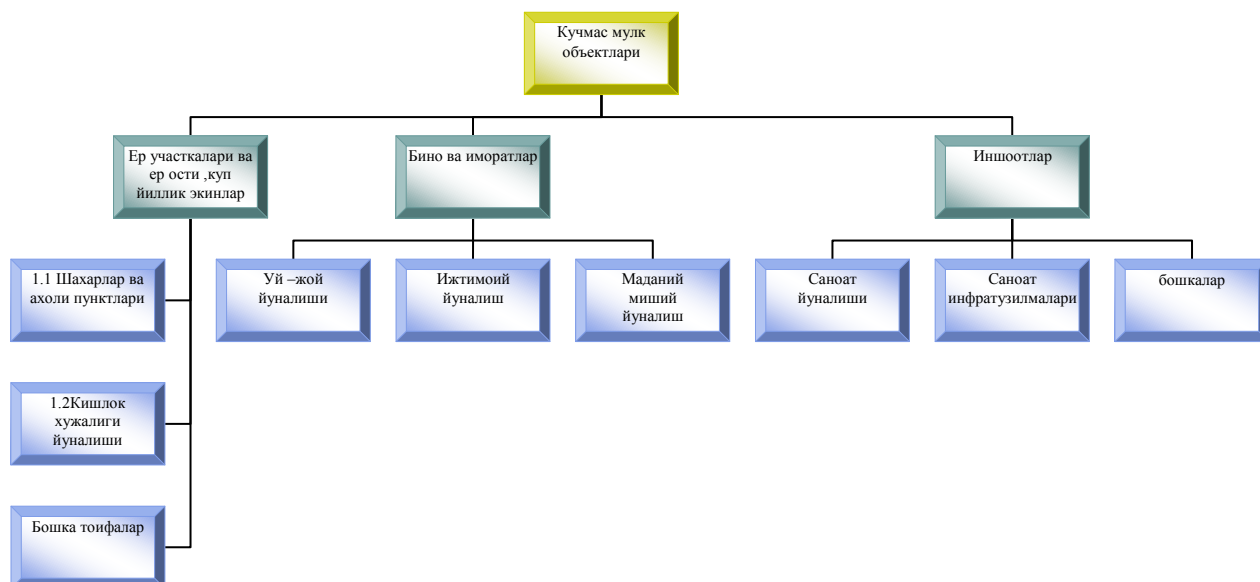 Кучмас мулк
объектлари
Ер участкалари ва
ер ости ,куп
йиллик экинлар
Бино ва иморатлар
Иншоотлар
1.1 Шахарлар ва
ахоли пунктлари
Уй –жой
йуналиши
Ижтимоий
йуналиш
Маданий
миший
йуналиш
Саноат
йуналиши
Саноат
инфратузилмалари
бошкалар
1.2Кишлок
хужалиги
йуналиши
Бошка тоифалар